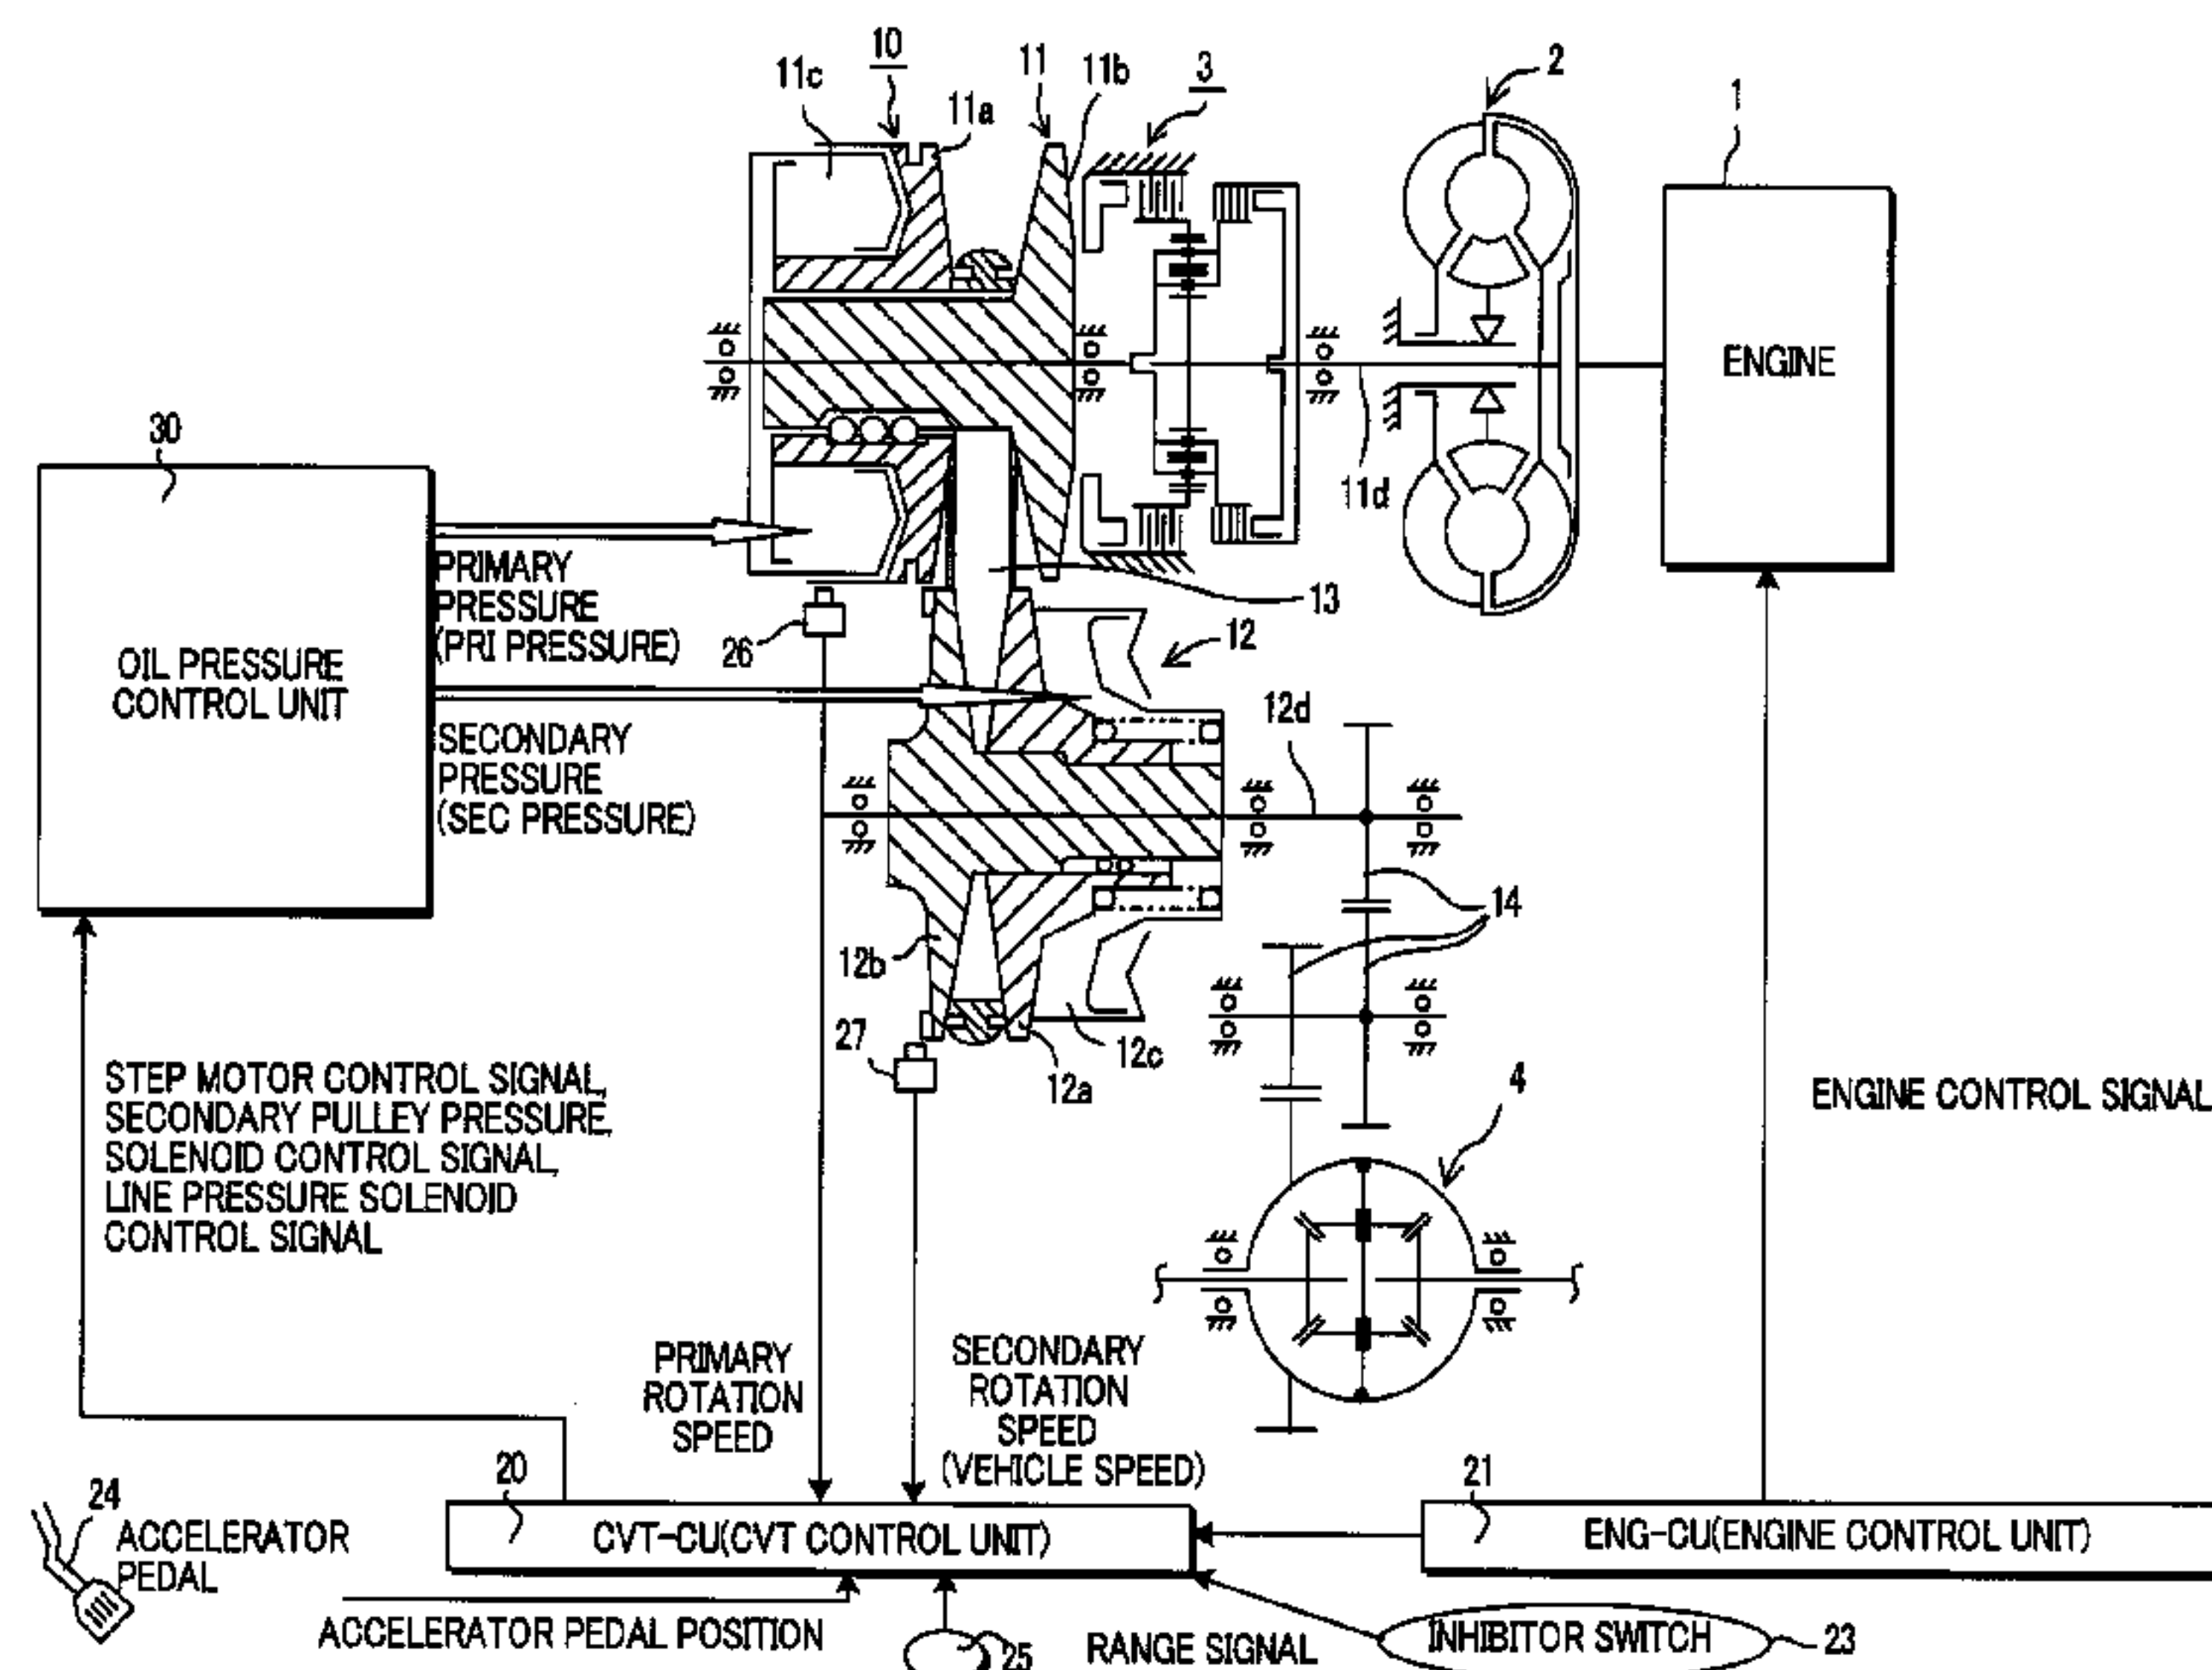 10
11
11b
3
2
11c
11a
1
ENGINE
30
11d
PRIMARY
PRESSURE
(PRI PRESSURE)
13
26
12
OIL PRESSURE
CONTROL UNIT
12d
SECONDARY
PRESSURE
(SEC PRESSURE)
14
12b
27
12c
12a
STEP MOTOR CONTROL SIGNAL,
SECONDARY PULLEY PRESSURE,
SOLENOID CONTROL SIGNAL,
LINE PRESSURE SOLENOID
CONTROL SIGNAL
4
ENGINE CONTROL SIGNAL
PRIMARY
ROTATION
SPEED
SECONDARY
ROTATION
SPEED
(VEHICLE SPEED)
20
21
24
ACCELERATOR
PEDAL
CVT-CU(CVT CONTROL UNIT)
ENG-CU(ENGINE CONTROL UNIT)
ACCELERATOR PEDAL POSITION
25
RANGE SIGNAL
INHIBITOR SWITCH
23